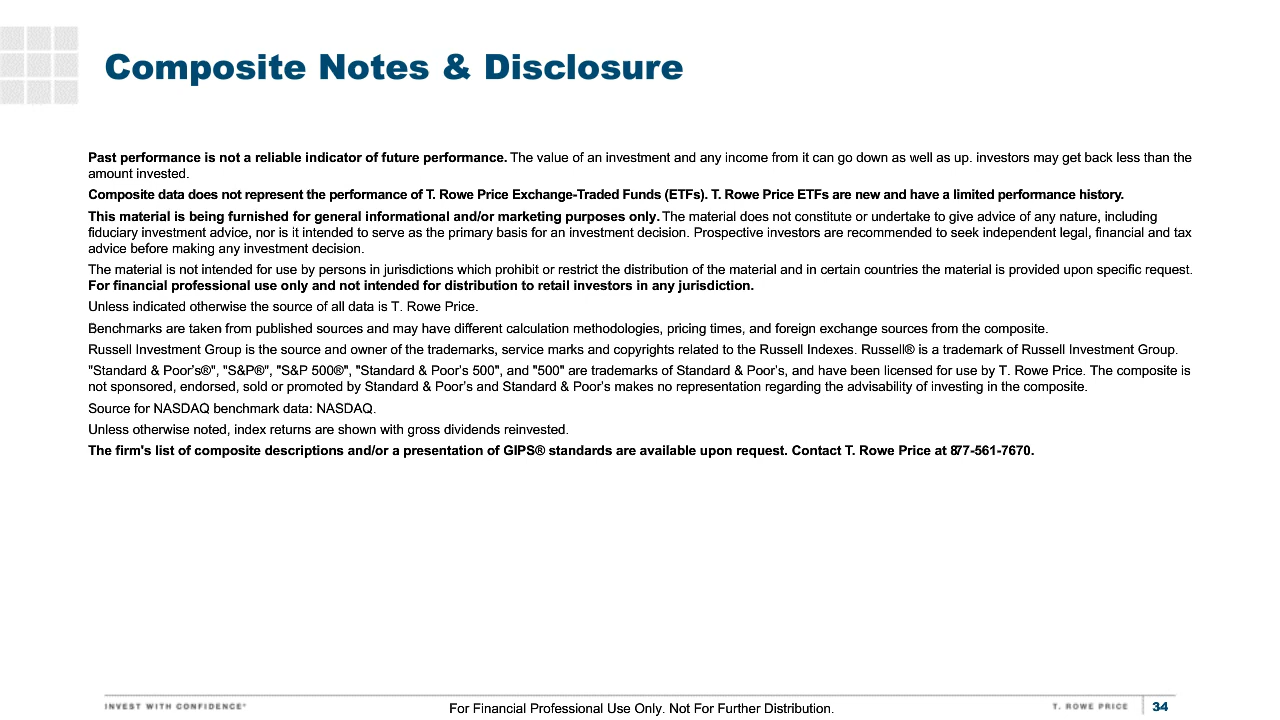 Composite Notes & Disclosure
Past performance is not a reliable indicator of future performance. The value of an investment and any income from it can go down as well as up. investors may get back less than the
amount invested.
Composite data does not represent the performance of T. Rowe Price Exchange-Traded Funds (ETFs). T. Rowe Price ETFs are new and have a limited performance history.
This material is being furnished for general informational and/or marketing purposes only. The material does not constitute or undertake to give advice of any nature, including
fiduciary investment advice, nor is it intended to serve as the primary basis for an investment decision. Prospective investors are recommended to seek independent legal, financial and tax
advice before making any investment decision.
The material is not intended for use by persons in jurisdictions which prohibit or restrict the distribution of the material and in certain countries the material is provided upon specific request.
For financial professional use only and not intended for distribution to retail investors in any jurisdiction.
Unless indicated otherwise the source of all data is T. Rowe Price.
Benchmarks are taken from published sources and may have different calculation methodologies, pricing times, and foreign exchange sources from the composite.
Russell Investment Group is the source and owner of the trademarks, service marks and copyrights related to the Russell Indexes. Russell® is a trademark of Russell Investment Group.
"Standard & Poor's®", "S&P®", "S&P 500®", "Standard & Poor's 500", and "500" are trademarks of Standard & Poor's, and have been licensed for use by T. Rowe Price. The composite is
not sponsored, endorsed, sold or promoted by Standard & Poor's and Standard & Poor's makes no representation regarding the advisability of investing in the composite.
Source for NASDAQ benchmark data: NASDAQ.
Unless otherwise noted, index returns are shown with gross dividends reinvested.
The firm's list of composite descriptions and/or a presentation of GIPS® standards are available upon request. Contact T. Rowe Price at 877-561-7670.
INVEST WITH CONFIDENCE®
For Financial Professional Use Only. Not For Further Distribution.
T. ROWE PRICE
34